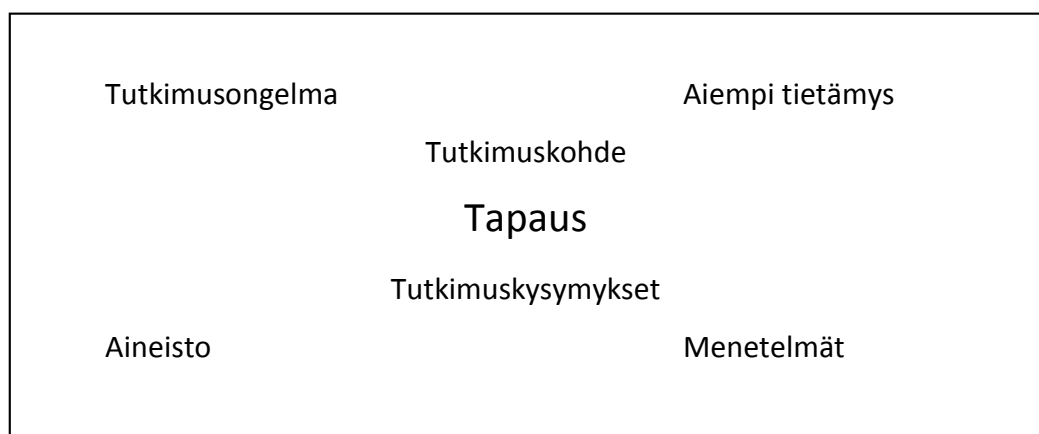 Tutkimusongelma Aiempi tietämys
Tutkimuskohde
Tapaus
Tutkimuskysymykset
Aineisto Menetelmät